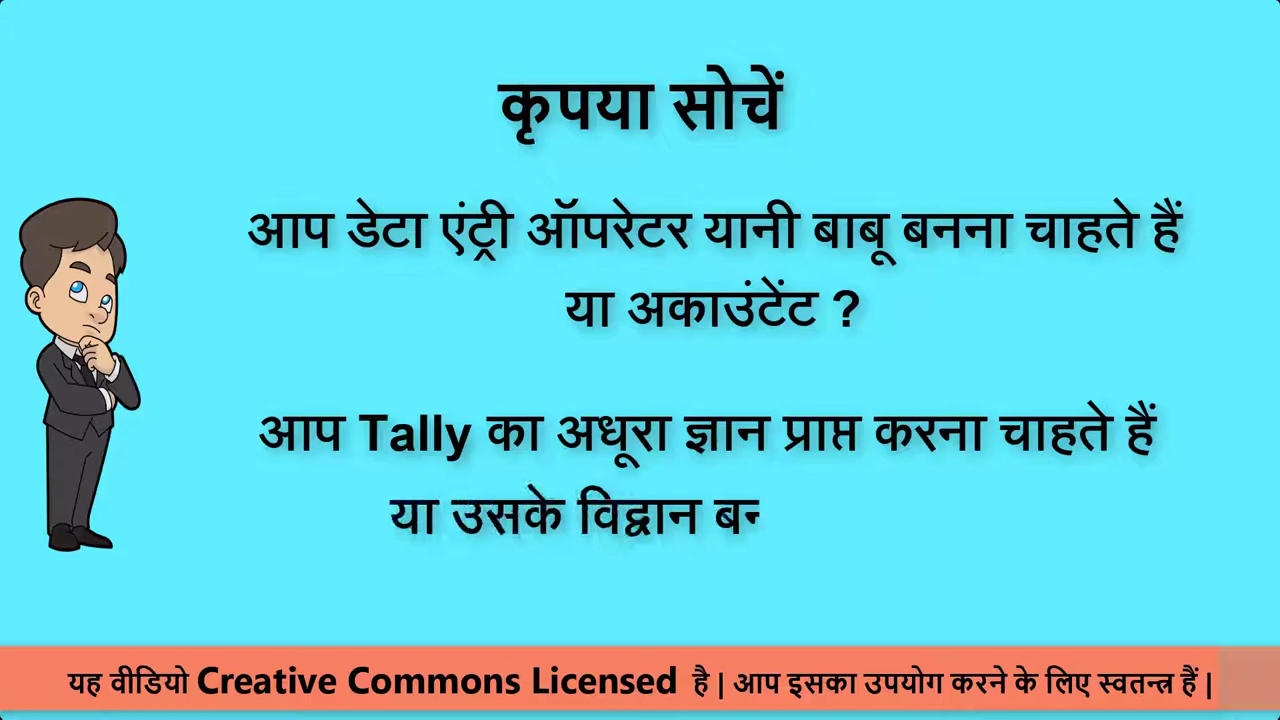 कृपया सोचें
आप डेटा एंट्री ऑपरेटर यानी बाबू बनना चाहते हैं
या अकाउंटेंट ?
आप Tally का अधूरा ज्ञान प्राप्त करना चाहते हैं
या उसके विद्वान
यह वीडियो Creative Commons Licensed है | आप इसका उपयोग करने के लिए स्वतन्त्र हैं |